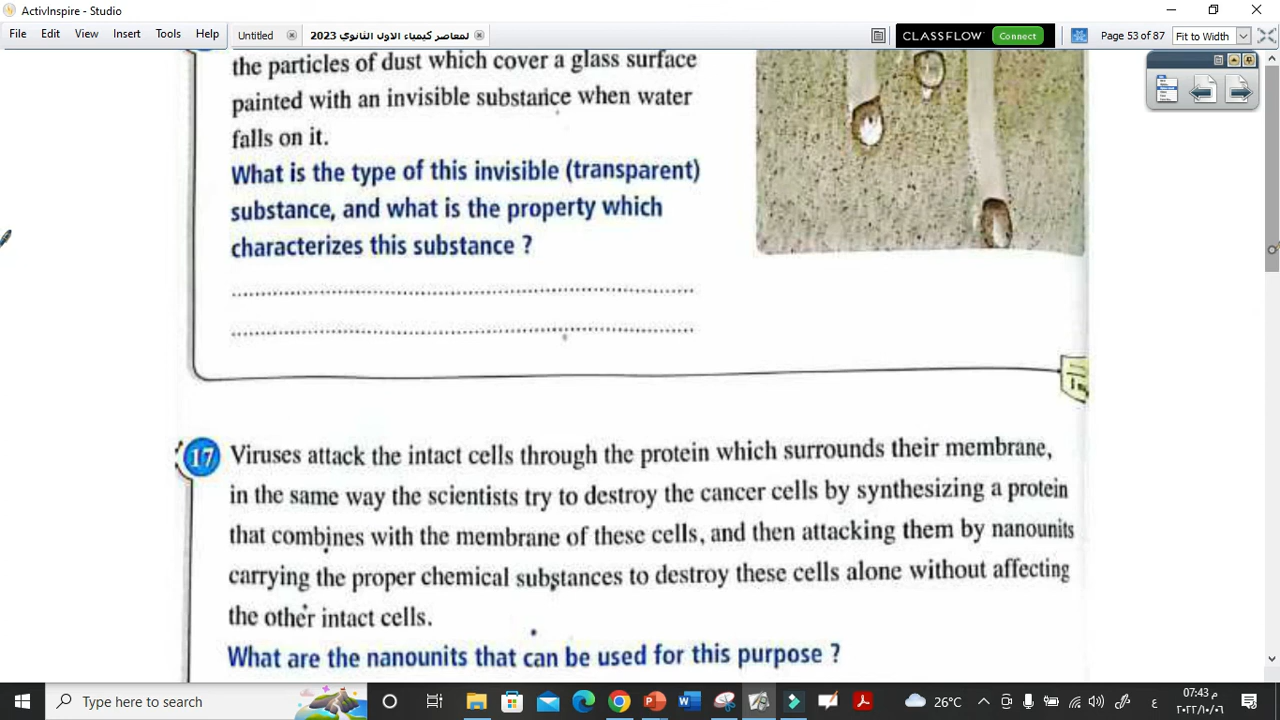 ActivInspire - Studio
File Edit View Insert Tools Help
Untitled
لمعاصر كيمياء الاول الثانوي 2023
CLASSFLOW Connect
Page 53 of 87
Fit to Width
the particles of dust which cover a glass surface
painted with an invisible substance when water
falls on it.
What is the type of this invisible (transparent)
substance, and what is the property which
characterizes this substance ?
17 Viruses attack the intact cells through the protein which surrounds their membrane,
in the same way the scientists try to destroy the cancer cells by synthesizing a protein
that combines with the membrane of these cells, and then attacking them by nanounits
carrying the proper chemical substances to destroy these cells alone without affecting
the other intact cells.
What are the nanounits that can be used for this purpose ?
Type here to search
26°C
ع
07:43 م
٢٠٢٢/١٠/٠٦